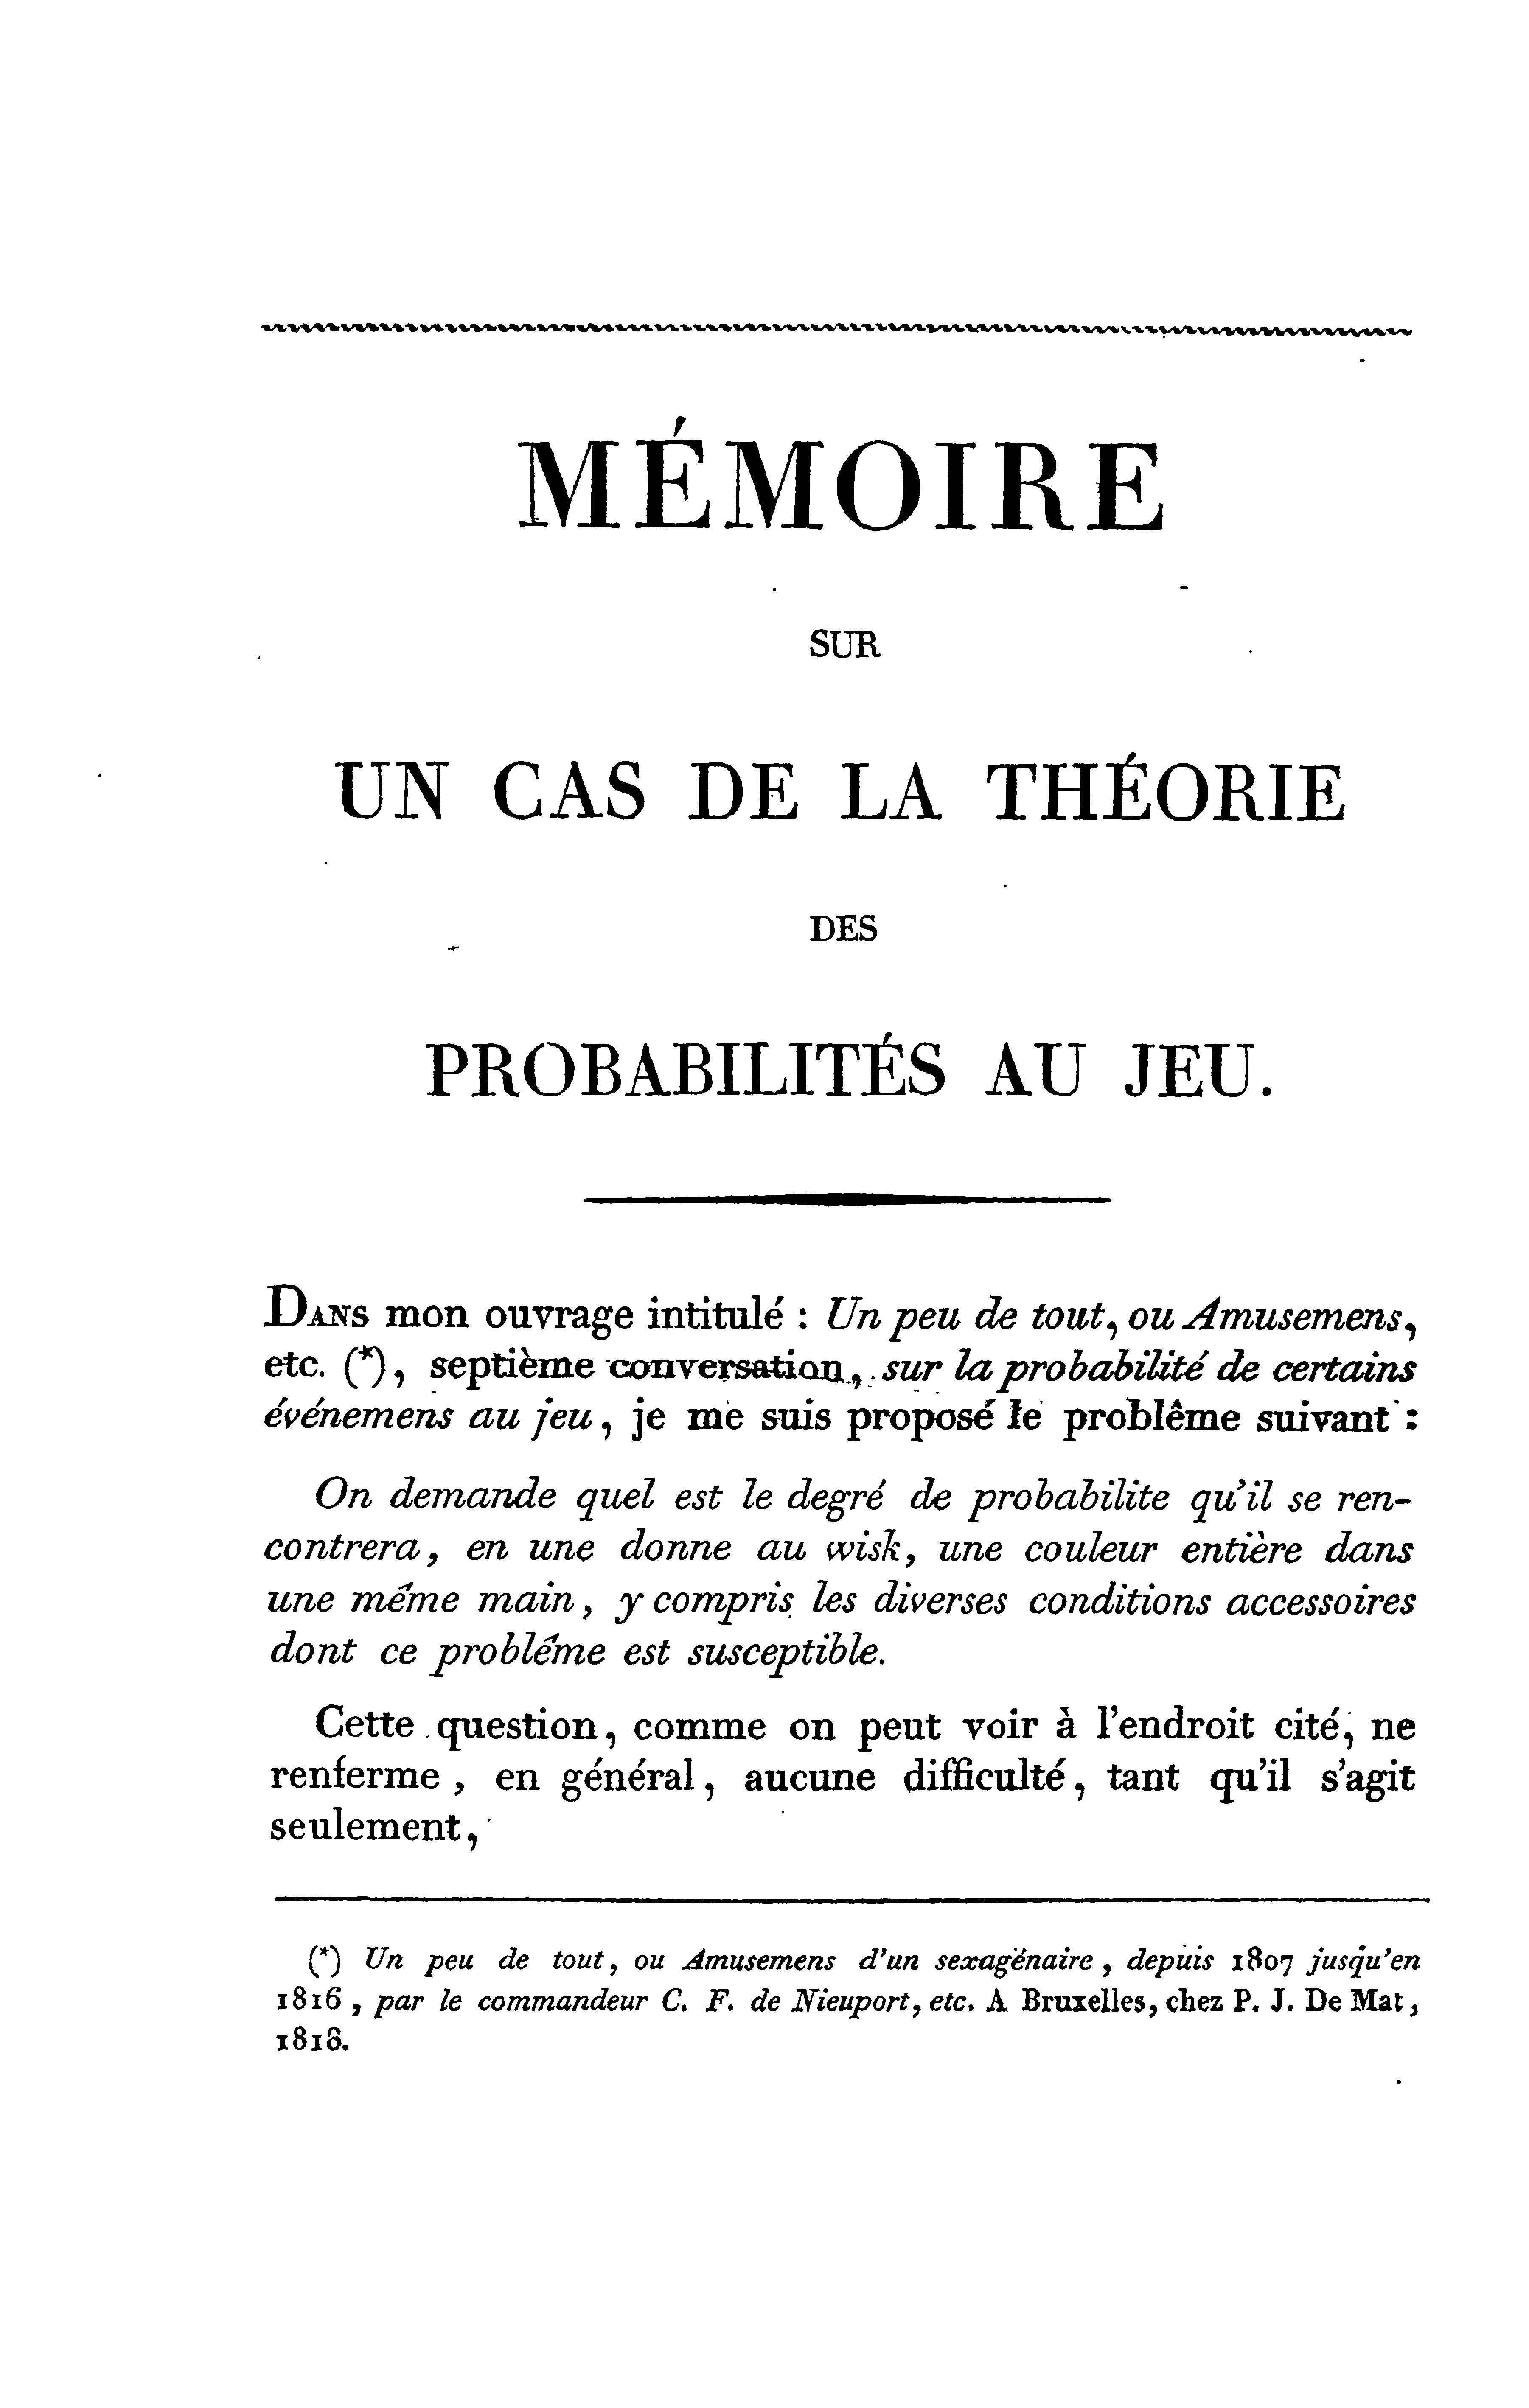 MÉMOIRE
SUR
UN CAS DE LA THÉORIE
DES
PROBABILITÉS AU JEU.
DANS mon ouvrage intitulé : Un peu de tout, ou Amusemens,
etc. (*), septième conversation, sur la probabilité de certains
événemens au jeu, je me suis proposé le problême suivant :
On demande quel est le degré de probabilite qu'il se ren-
contrera, en une donne au wisk, une couleur entière dans
une même main, y compris les diverses conditions accessoires
dont ce problême est susceptible.
Cette question, comme on peut voir à l'endroit cité, ne
renferme, en général, aucune difficulté, tant qu'il s'agit
seulement,
(*) Un peu de tout, ou Amusemens d'un sexagénaire, depuis 1807 jusqu'en
1816, par le commandeur C. F. de Nieuport, etc. A Bruxelles, chez P. J. De Mat,
1818.